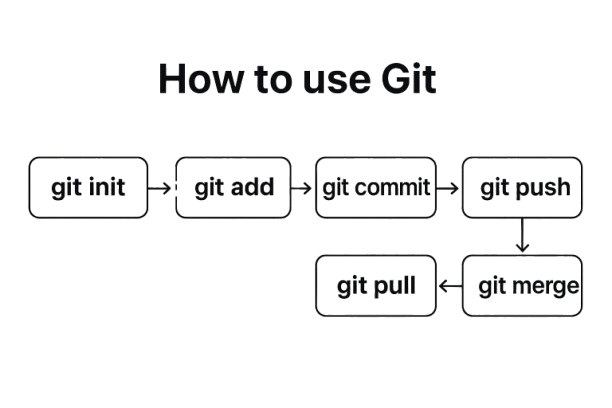 How to use Git
git init
git add
git commit
git push
git merge
git pull